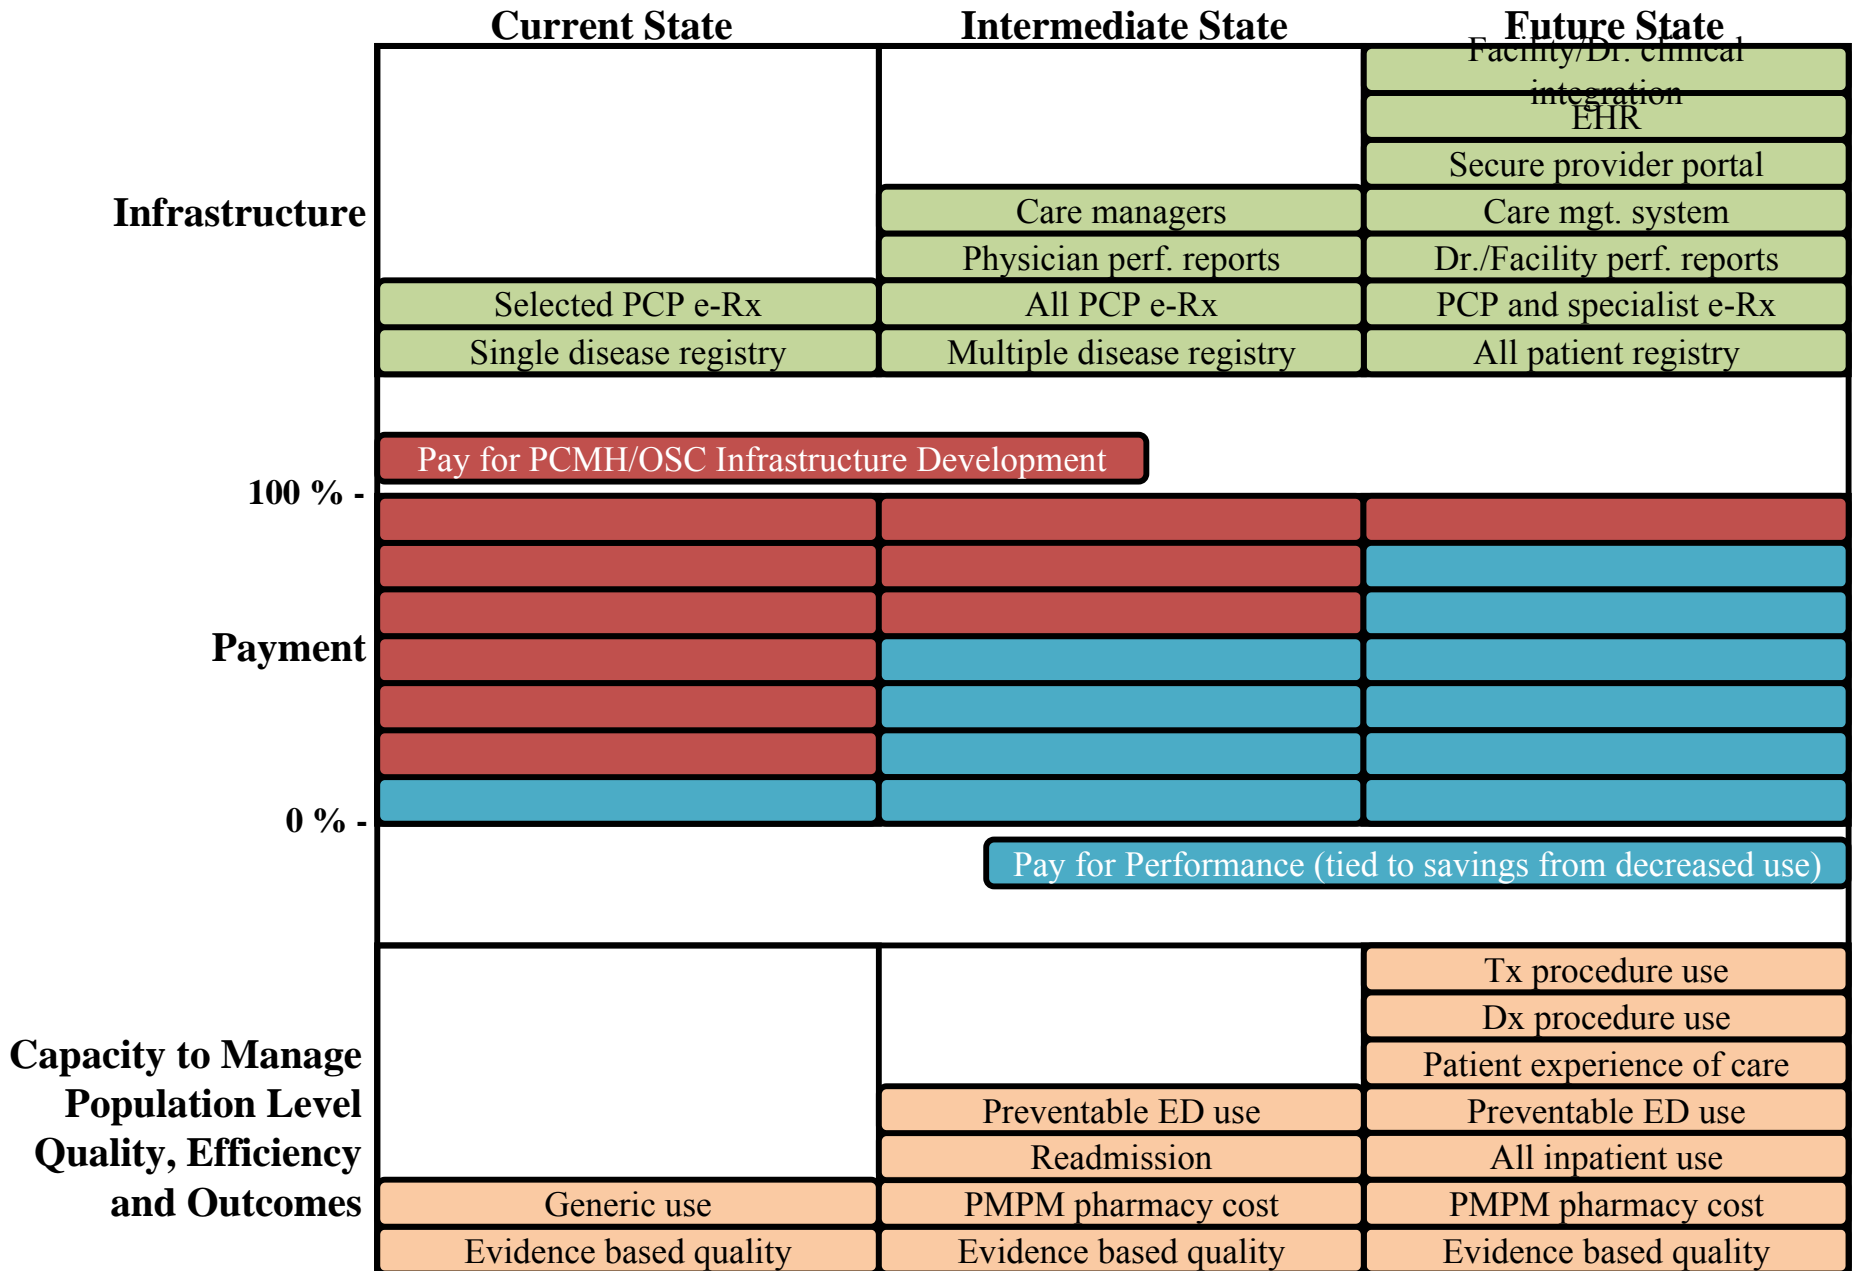 Current State
Intermediate State
Future State
Facility/Dr. clinical
integration
EHR
Secure provider portal
Infrastructure
Care managers
Care mgt. system
Physician perf. reports
Dr./Facility perf. reports
Selected PCP e-Rx
All PCP e-Rx
PCP and specialist e-Rx
Single disease registry
Multiple disease registry
All patient registry
Pay for PCMH/OSC Infrastructure Development
100 % -
Payment
0 % -
Pay for Performance (tied to savings from decreased use)
Tx procedure use
Dx procedure use
Patient experience of care
Capacity to Manage
Population Level
Quality, Efficiency
and Outcomes
Preventable ED use
Preventable ED use
Readmission
All inpatient use
Generic use
PMPM pharmacy cost
PMPM pharmacy cost
Evidence based quality
Evidence based quality
Evidence based quality